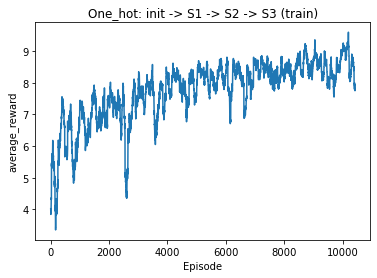 One_hot: init -> S1 -> S2 -> S3 (train)
9
8
7
6
5
4
average_reward
0 2000 4000 6000 8000 10000
Episode